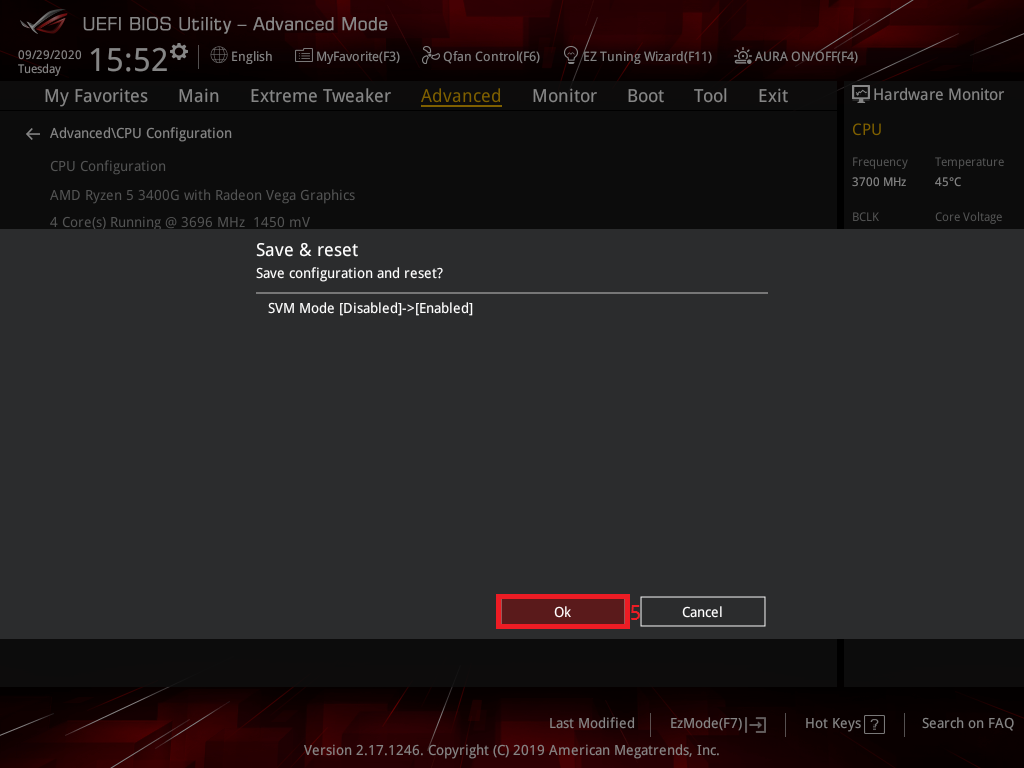 UEFI BIOS Utility – Advanced Mode
09/29/2020
Tuesday
15:52
English
MyFavorite(F3)
Qfan Control(F6)
EZ Tuning Wizard(F11)
AURA ON/OFF(F4)
My Favorites
Main
Extreme Tweaker
Advanced
Monitor
Boot
Tool
Exit
Hardware Monitor
Advanced\CPU Configuration
CPU Configuration
AMD Ryzen 5 3400G with Radeon Vega Graphics
4 Core(s) Running @ 3696 MHz  1450 mV
CPU
Frequency
Temperature
3700 MHz
45°C
BCLK
Core Voltage
Save & reset
Save configuration and reset?
SVM Mode [Disabled]->[Enabled]
Ok
5
Cancel
Last Modified
EzMode(F7)
Hot Keys ?
Search on FAQ
Version 2.17.1246. Copyright (C) 2019 American Megatrends, Inc.